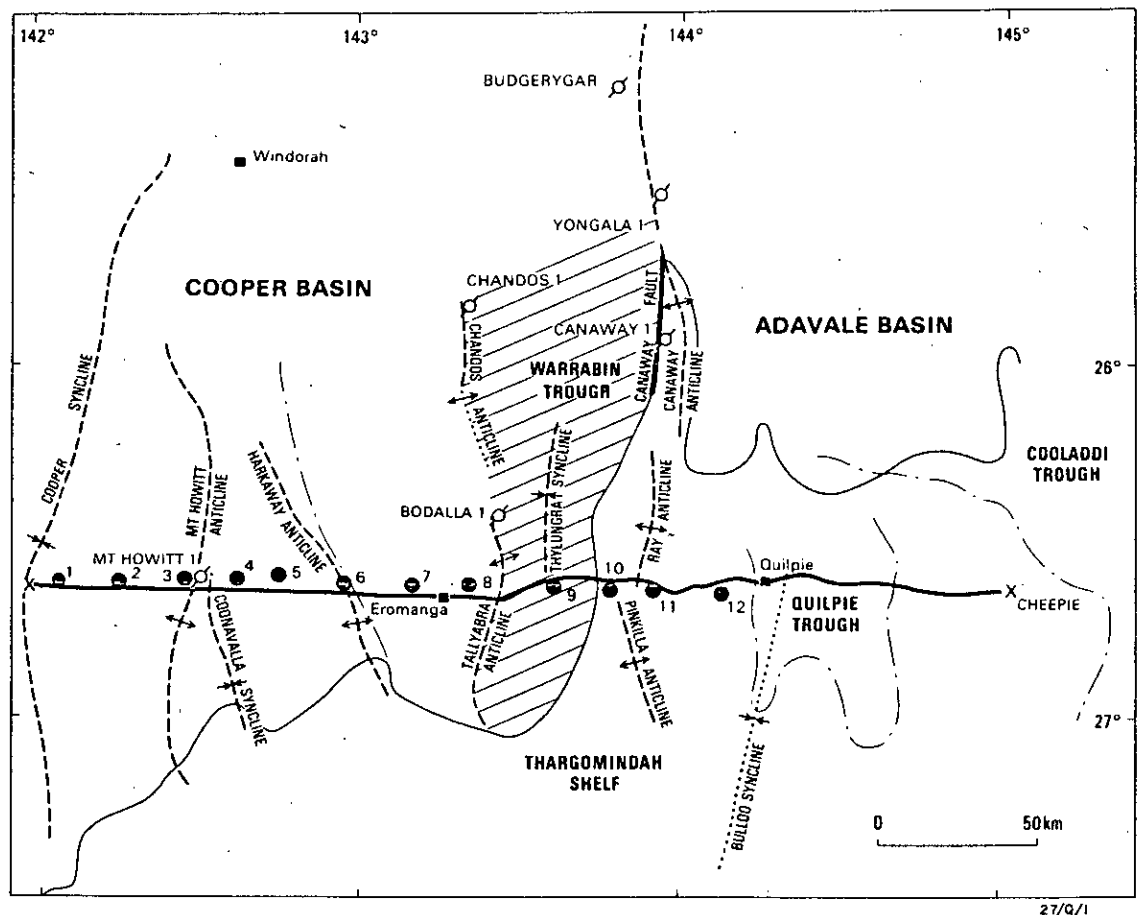 142°
143°
144°
145°
BUDGERYGAR
Windorah
YONGALA 1
CHANDOS 1
COOPER BASIN
FAULT
CANAWAY 1
ADAVALE BASIN
CHANDOS
ANTICLINE
WARRABIN
TROUGH
CANAWAY
CANAWAY
ANTICLINE
26°
SYNCLINE
COOPER
MT HOWITT
ANTICLINE
HARKAWAY ANTICLINE
THYLUNGRA SYNCLINE
RAY ANTICLINE
COOLADDI
TROUGH
BODALLA 1
MT HOWITT 1
1
2
3
4
5
6
7
8
9
10
11
12
Eromanga
Quilpie
CHEEPIE
QUILPIE
TROUGH
COONAVALLA
SYNCLINE
TALLYABRA
ANTICLINE
PINKILLA
ANTICLINE
27°
THARGOMINDAH
SHELF
BULLOO SYNCLINE
0
50km
27/Q/1